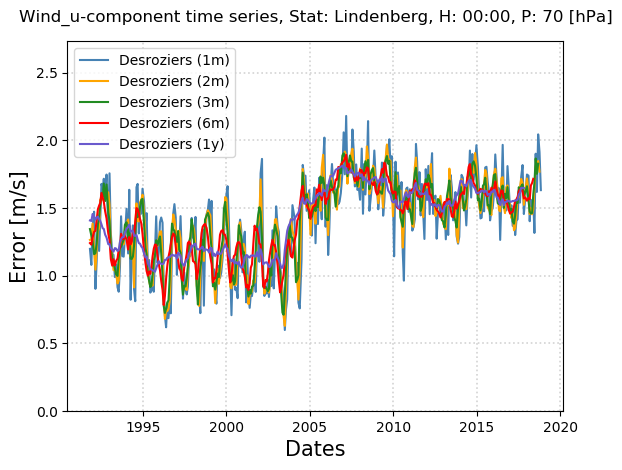 Wind_u-component time series, Stat: Lindenberg, H: 00:00, P: 70 [hPa]
Desroziers (1m)
Desroziers (2m)
Desroziers (3m)
Desroziers (6m)
Desroziers (1y)
2.5
2.0
1.5
1.0
0.5
0.0
Error [m/s]
1995
2000
2005
2010
2015
2020
Dates